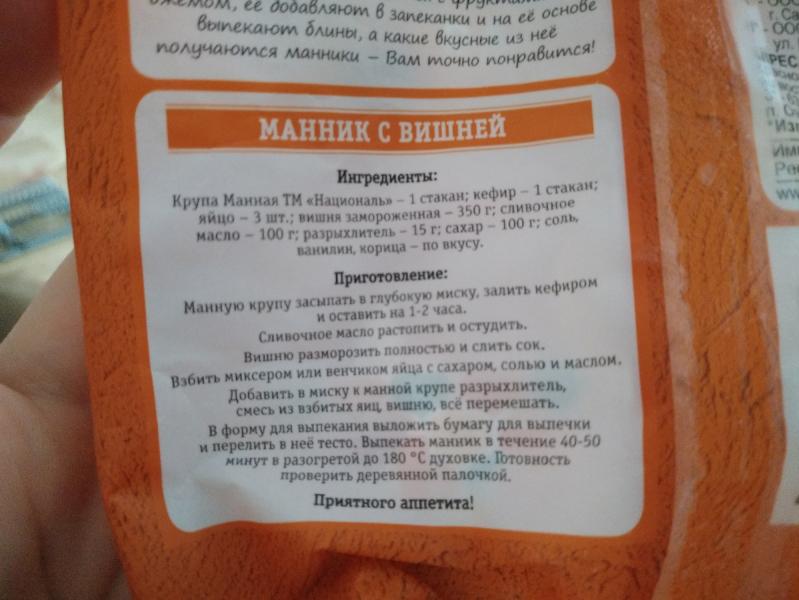 её добавляют в запеканки и на её основе
выпекают блины, а какие вкусные из неё
получаются манники – Вам точно понравится!
МАННИК С ВИШНЕЙ
Ингредиенты:
Крупа Манная ТМ «Националь» – 1 стакан; кефир – 1 стакан;
яйцо – 3 шт.; вишня замороженная – 350 г; сливочное
масло – 100 г; разрыхлитель – 15 г; сахар – 100 г; соль,
ванилин, корица – по вкусу.
Приготовление:
Манную крупу засыпать в глубокую миску, залить кефиром
и оставить на 1-2 часа.
Сливочное масло растопить и остудить.
Вишню разморозить полностью и слить сок.
Взбить миксером или венчиком яйца с сахаром, солью и маслом.
Добавить в миску к манной крупе разрыхлитель,
смесь из взбитых яиц, вишню, всё перемешать.
В форму для выпекания выложить бумагу для выпечки
и перелить в неё тесто. Выпекать манник в течение 40-50
минут в разогретой до 180 °С духовке. Готовность
проверить деревянной палочкой.
Приятного аппетита!